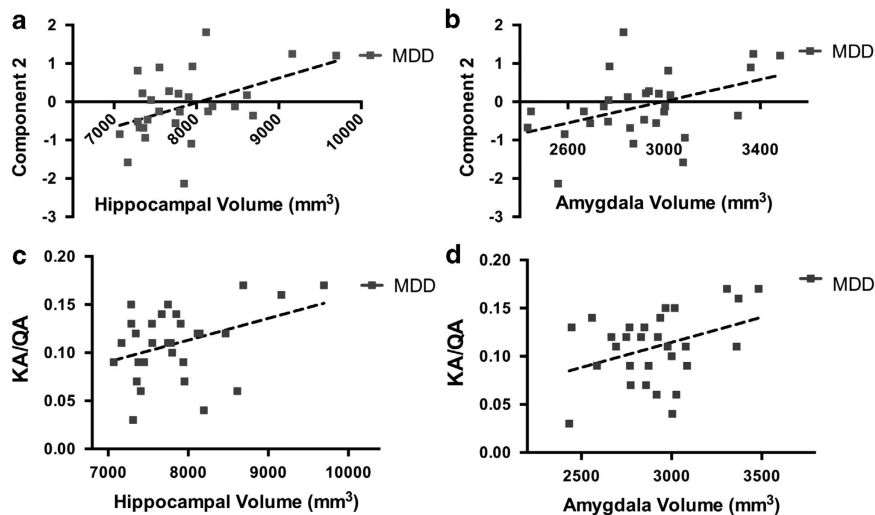 a
2
1
0
-1
-2
-3
Component 2
7000
8000
9000
10000
Hippocampal Volume (mm³)
MDD
b
2
1
0
-1
-2
-3
Component 2
2600
3000
3400
Amygdala Volume (mm³)
MDD
c
0.20
0.15
0.10
0.05
0.00
KA/QA
7000
8000
9000
10000
Hippocampal Volume (mm³)
MDD
d
0.20
0.15
0.10
0.05
0.00
KA/QA
2500
3000
3500
Amygdala Volume (mm³)
MDD